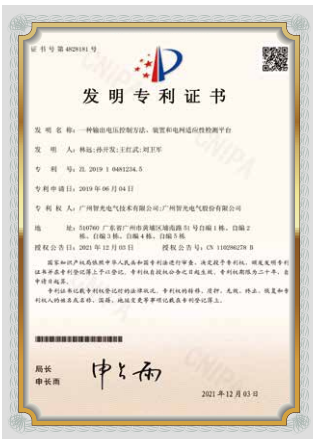 证书号第4828181号
发明专利证书
发 明 名 称：一种输出电压控制方法、装置和电网适应性检测平台
发 明 人：林远;孙开发;王红武;刘卫军
专 利 号：ZL 2019 1 0481234.5
专利申请日：2019年06月04日
专 利 权 人：广州智光电气技术有限公司;广州智光电气股份有限公司
地 址：510760 广东省广州市黄埔区埔南路51号自编1栋、自编2
栋、自编3栋、自编4栋、自编5栋
授权公告日：2021年12月03日 授权公告号：CN 110286278 B
国家知识产权局依照中华人民共和国专利法进行审查，决定授予专利权，颁发发明专利
证书并在专利登记簿上予以登记。专利权自授权公告之日起生效。专利权期限为二十年，自
申请日起算。
专利证书记载专利权登记时的法律状况。专利权的转移、质押、无效、终止、恢复和专
利权人的姓名或名称、国籍、地址变更等事项记载在专利登记簿上。
局长
申长雨
2021年12月03日